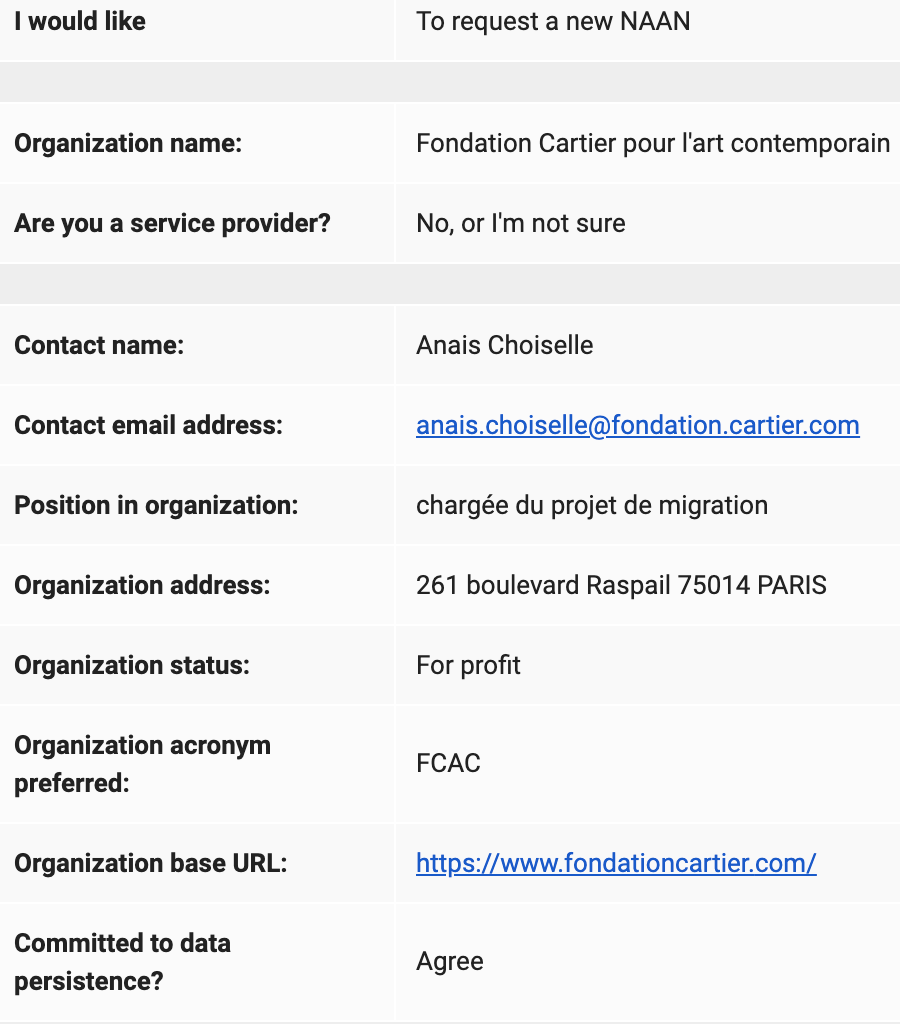 I would like
To request a new NAAN
Organization name:
Fondation Cartier pour l'art contemporain
Are you a service provider?
No, or I'm not sure
Contact name:
Anais Choiselle
Contact email address:
anais.choiselle@fondation.cartier.com
Position in organization:
chargée du projet de migration
Organization address:
261 boulevard Raspail 75014 PARIS
Organization status:
For profit
Organization acronym
preferred:
FCAC
Organization base URL:
https://www.fondationcartier.com/
Committed to data
persistence?
Agree